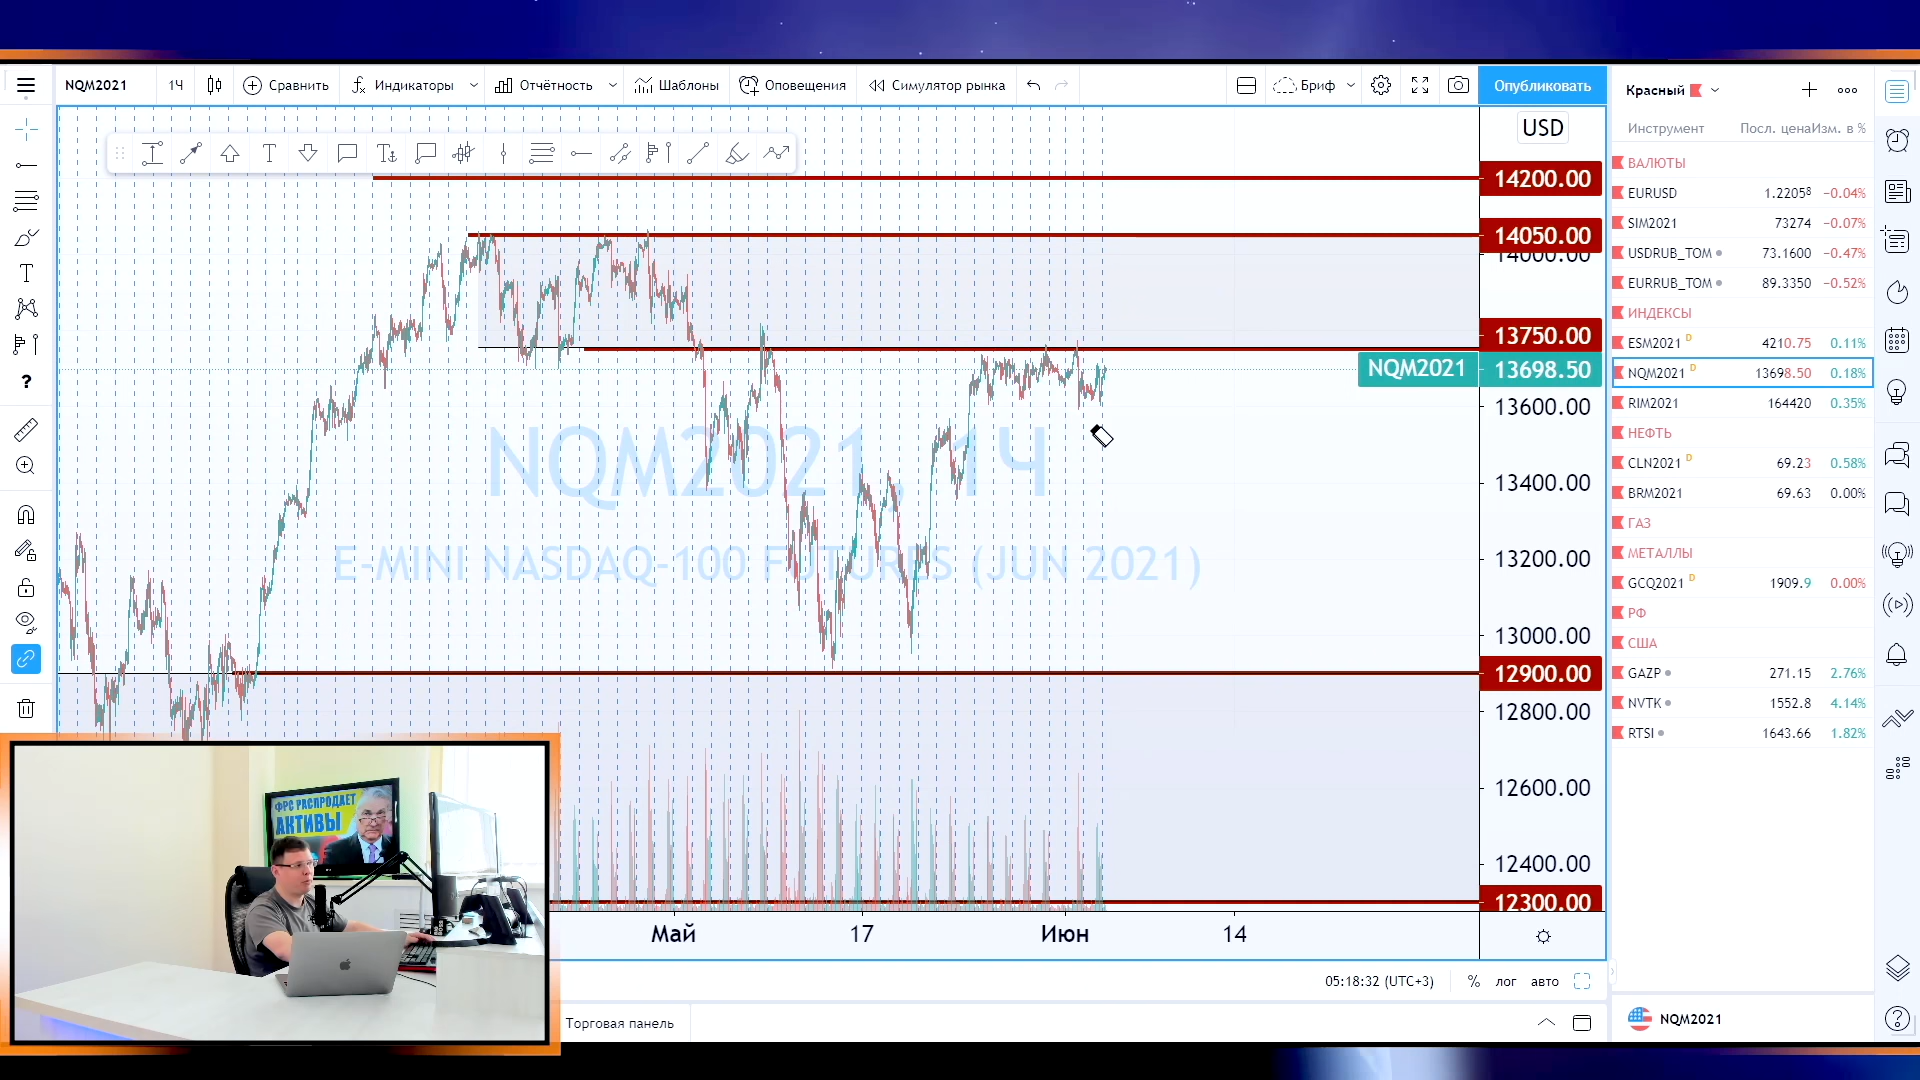 NQM2021
1Ч
Сравнить
Индикаторы
Отчётность
Шаблоны
Оповещения
Симулятор рынка
Бриф
Опубликовать
Красный
Инструмент
Посл. цена
Изм. в %
ВАЛЮТЫ
EURUSD 1.22058 −0.04%
SIM2021 73274 −0.07%
USDRUB_TOM 73.1600 −0.47%
EURRUB_TOM 89.3350 −0.52%
ИНДЕКСЫ
ESM2021 D 4210.75 0.11%
NQM2021 D 13698.50 0.18%
RIM2021 164420 0.35%
НЕФТЬ
CLN2021 D 69.23 0.58%
BRM2021 69.63 0.00%
ГАЗ
МЕТАЛЛЫ
GCQ2021 D 1909.9 0.00%
РФ
США
GAZP 271.15 2.76%
NVTK 1552.8 4.14%
RTSI 1643.66 1.82%
USD
14200.00
14050.00
14000.00
13750.00
NQM2021 13698.50
13600.00
13400.00
13200.00
13000.00
12900.00
12800.00
12600.00
12400.00
12300.00
NQM2021, 1Ч
E-MINI NASDAQ-100 FUTURES (JUN 2021)
Май
17
Июн
14
05:18:32 (UTC+3)
%
лог
авто
Торговая панель
NQM2021
ФРС РАСПРОДАЕТ
АКТИВЫ